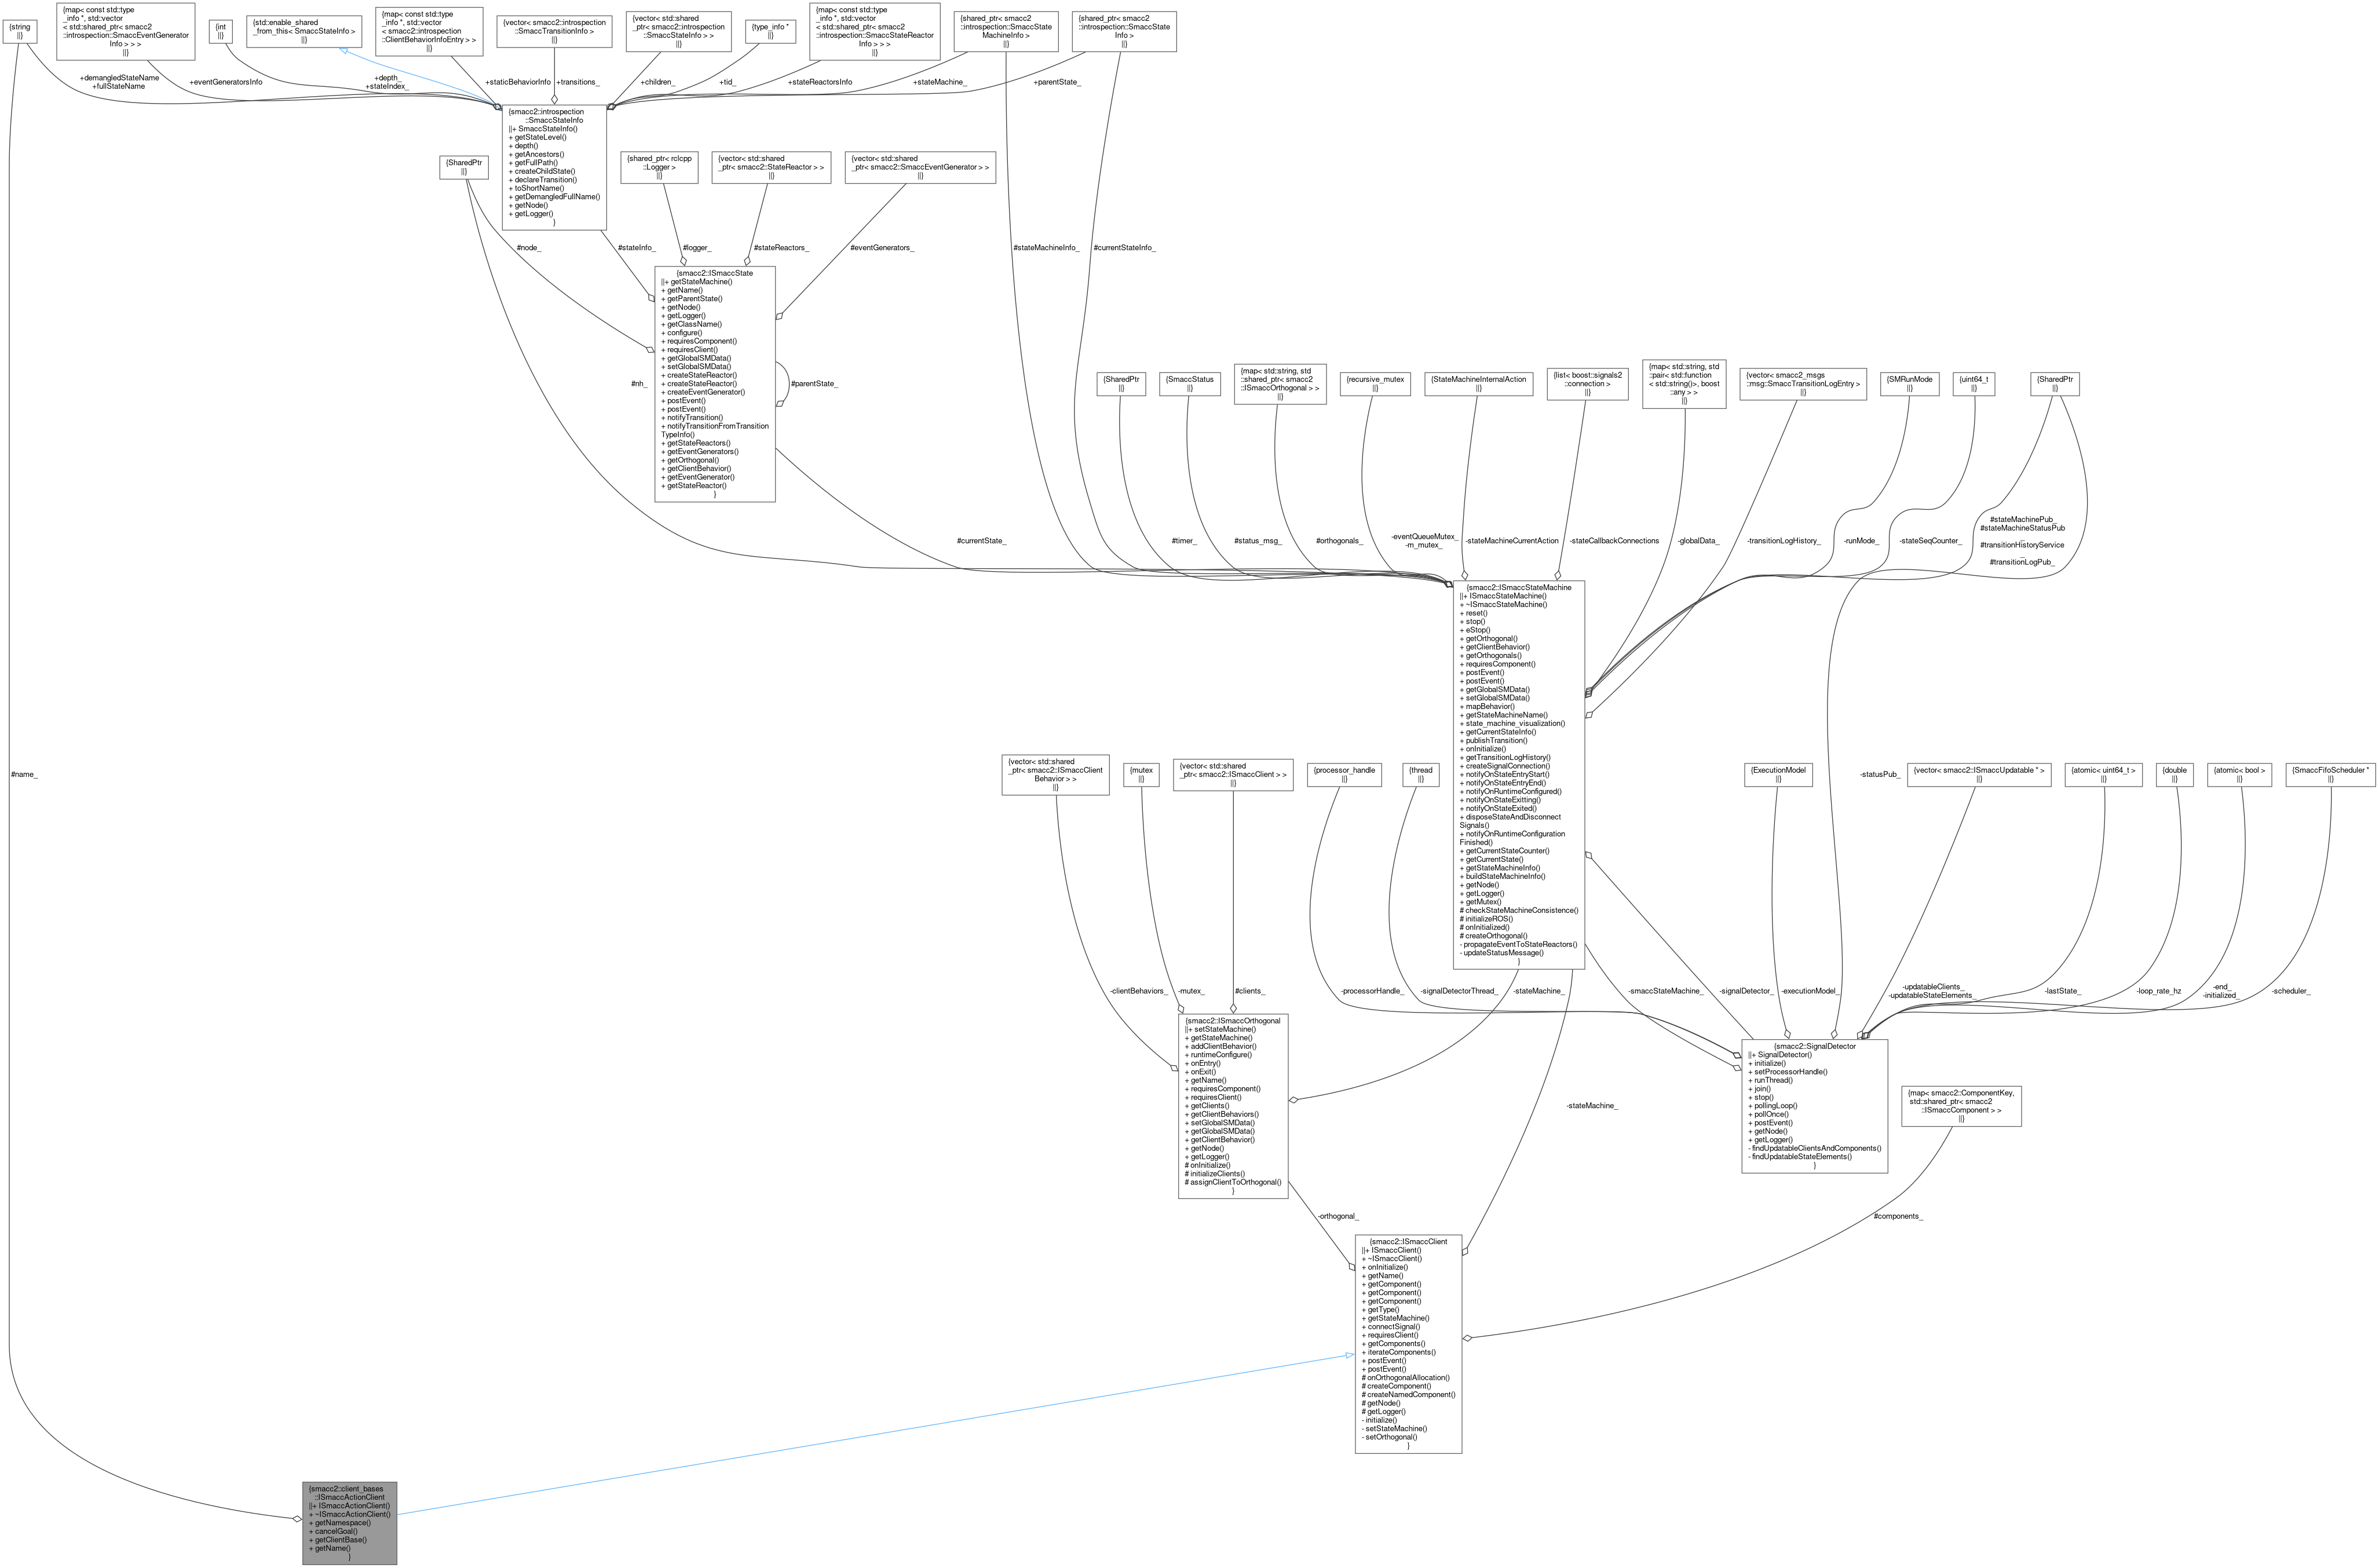 {string
||}
{map< const std::type
_info *, std::vector
< std::shared_ptr< smacc2
::introspection::SmaccEventGenerator
Info > > >
||}
{int
||}
{std::enable_shared
_from_this< SmaccStateInfo >
||}
{map< const std::type
_info *, std::vector
< smacc2::introspection
::ClientBehaviorInfoEntry > >
||}
{vector< smacc2::introspection
::SmaccTransitionInfo >
||}
{vector< std::shared
_ptr< smacc2::introspection
::SmaccStateInfo > >
||}
{type_info *
||}
{map< const std::type
_info *, std::vector
< std::shared_ptr< smacc2
::introspection::SmaccStateReactor
Info > > >
||}
{shared_ptr< smacc2
::introspection::SmaccState
MachineInfo >
||}
{shared_ptr< smacc2
::introspection::SmaccState
Info >
||}
+demangledStateName
+fullStateName
+eventGeneratorsInfo
+depth_
+stateIndex_
+staticBehaviorInfo
+transitions_
+children_
+tid_
+stateReactorsInfo
+stateMachine_
+parentState_
{smacc2::introspection
::SmaccStateInfo
||+ SmaccStateInfo()
+ getStateLevel()
+ depth()
+ getAncestors()
+ getFullPath()
+ createChildState()
+ declareTransition()
+ toShortName()
+ getDemangledFullName()
+ getNode()
+ getLogger()
}
{SharedPtr
||}
{shared_ptr< rclcpp
::Logger >
||}
{vector< std::shared
_ptr< smacc2::StateReactor > >
||}
{vector< std::shared
_ptr< smacc2::SmaccEventGenerator > >
||}
#node_
#stateInfo_
#logger_
#stateReactors_
#eventGenerators_
#stateMachineInfo_
#currentStateInfo_
{smacc2::ISmaccState
||+ getStateMachine()
+ getName()
+ getParentState()
+ getNode()
+ getLogger()
+ getClassName()
+ configure()
+ requiresComponent()
+ requiresClient()
+ getGlobalSMData()
+ setGlobalSMData()
+ createStateReactor()
+ createStateReactor()
+ createEventGenerator()
+ postEvent()
+ postEvent()
+ notifyTransition()
+ notifyTransitionFromTransition
TypeInfo()
+ getStateReactors()
+ getEventGenerators()
+ getOrthogonal()
+ getClientBehavior()
+ getEventGenerator()
+ getStateReactor()
}
#nh_
#parentState_
{SharedPtr
||}
{SmaccStatus
||}
{map< std::string, std
::shared_ptr< smacc2
::ISmaccOrthogonal > >
||}
{recursive_mutex
||}
{StateMachineInternalAction
||}
{list< boost::signals2
::connection >
||}
{map< std::string, std
::pair< std::function
< std::string()>, boost
::any > >
||}
{vector< smacc2_msgs
::msg::SmaccTransitionLogEntry >
||}
{SMRunMode
||}
{uint64_t
||}
{SharedPtr
||}
#currentState_
#timer_
#status_msg_
#orthogonals_
-eventQueueMutex_
-m_mutex_
-stateMachineCurrentAction
-stateCallbackConnections
-globalData_
-transitionLogHistory_
-runMode_
-stateSeqCounter_
#stateMachinePub_
#stateMachineStatusPub
_
#transitionHistoryService
_
#transitionLogPub_
{smacc2::ISmaccStateMachine
||+ ISmaccStateMachine()
+ ~ISmaccStateMachine()
+ reset()
+ stop()
+ eStop()
+ getOrthogonal()
+ getClientBehavior()
+ getOrthogonals()
+ requiresComponent()
+ postEvent()
+ postEvent()
+ getGlobalSMData()
+ setGlobalSMData()
+ mapBehavior()
+ getStateMachineName()
+ state_machine_visualization()
+ getCurrentStateInfo()
+ publishTransition()
+ onInitialize()
+ getTransitionLogHistory()
+ createSignalConnection()
+ notifyOnStateEntryStart()
+ notifyOnStateEntryEnd()
+ notifyOnRuntimeConfigured()
+ notifyOnStateExitting()
+ notifyOnStateExited()
+ disposeStateAndDisconnect
Signals()
+ notifyOnRuntimeConfiguration
Finished()
+ getCurrentStateCounter()
+ getCurrentState()
+ getStateMachineInfo()
+ buildStateMachineInfo()
+ getNode()
+ getLogger()
+ getMutex()
# checkStateMachineConsistence()
# initializeROS()
# onInitialized()
# createOrthogonal()
- propagateEventToStateReactors()
- updateStatusMessage()
}
#name_
{vector< std::shared
_ptr< smacc2::ISmaccClient
Behavior > >
||}
{mutex
||}
{vector< std::shared
_ptr< smacc2::ISmaccClient > >
||}
{processor_handle
||}
{thread
||}
{ExecutionModel
||}
-statusPub_
{vector< smacc2::ISmaccUpdatable * >
||}
{atomic< uint64_t >
||}
{double
||}
{atomic< bool >
||}
{SmaccFifoScheduler *
||}
-clientBehaviors_
-mutex_
#clients_
-processorHandle_
-signalDetectorThread_
-stateMachine_
-smaccStateMachine_
-signalDetector_
-executionModel_
-updatableClients_
-updatableStateElements_
-lastState_
-loop_rate_hz
-end_
-initialized_
-scheduler_
{smacc2::ISmaccOrthogonal
||+ setStateMachine()
+ getStateMachine()
+ addClientBehavior()
+ runtimeConfigure()
+ onEntry()
+ onExit()
+ getName()
+ requiresComponent()
+ requiresClient()
+ getClients()
+ getClientBehaviors()
+ setGlobalSMData()
+ getGlobalSMData()
+ getClientBehavior()
+ getNode()
+ getLogger()
# onInitialize()
# initializeClients()
# assignClientToOrthogonal()
}
{smacc2::SignalDetector
||+ SignalDetector()
+ initialize()
+ setProcessorHandle()
+ runThread()
+ join()
+ stop()
+ pollingLoop()
+ pollOnce()
+ postEvent()
+ getNode()
+ getLogger()
- findUpdatableClientsAndComponents()
- findUpdatableStateElements()
}
-stateMachine_
{map< smacc2::ComponentKey,
std::shared_ptr< smacc2
::ISmaccComponent > >
||}
-orthogonal_
#components_
{smacc2::ISmaccClient
||+ ISmaccClient()
+ ~ISmaccClient()
+ onInitialize()
+ getName()
+ getComponent()
+ getComponent()
+ getComponent()
+ getType()
+ getStateMachine()
+ connectSignal()
+ requiresClient()
+ getComponents()
+ iterateComponents()
+ postEvent()
+ postEvent()
# onOrthogonalAllocation()
# createComponent()
# createNamedComponent()
# getNode()
# getLogger()
- initialize()
- setStateMachine()
- setOrthogonal()
}
{smacc2::client_bases
::ISmaccActionClient
||+ ISmaccActionClient()
+ ~ISmaccActionClient()
+ getNamespace()
+ cancelGoal()
+ getClientBase()
+ getName()
}